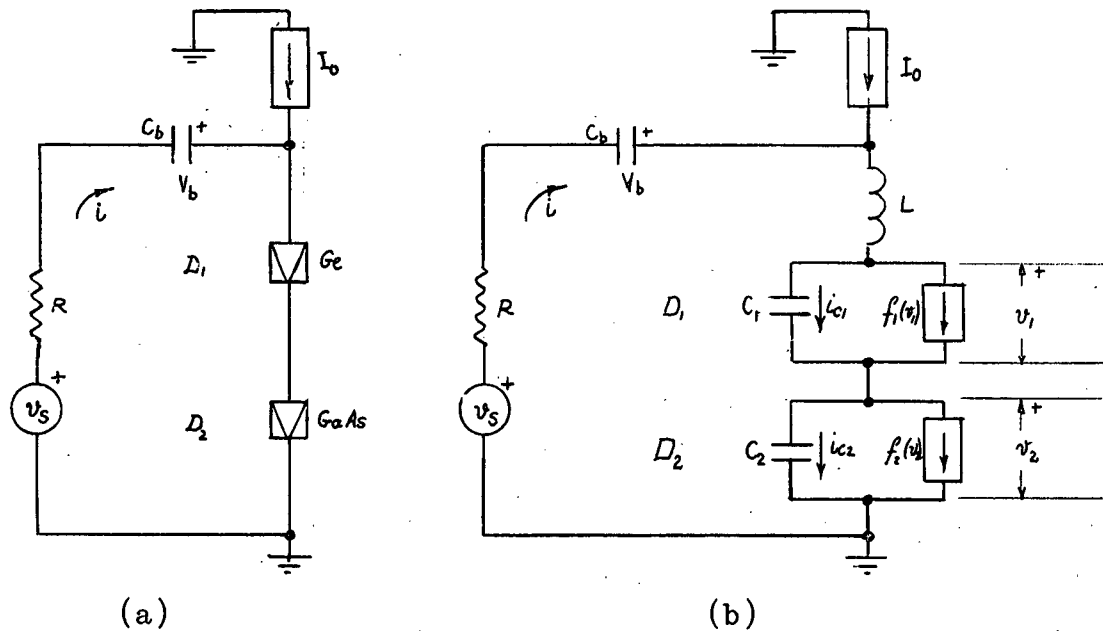 I₀
C_b
+
V_b
i
D₁
Ge
R
+
v_s
D₂
GaAs
(a)
I₀
C_b
+
V_b
i
L
R
D₁
C₁
i_c1
f₁(v₁)
+
v₁
+
v_s
D₂
C₂
i_c2
f₂(v₂)
+
v₂
(b)